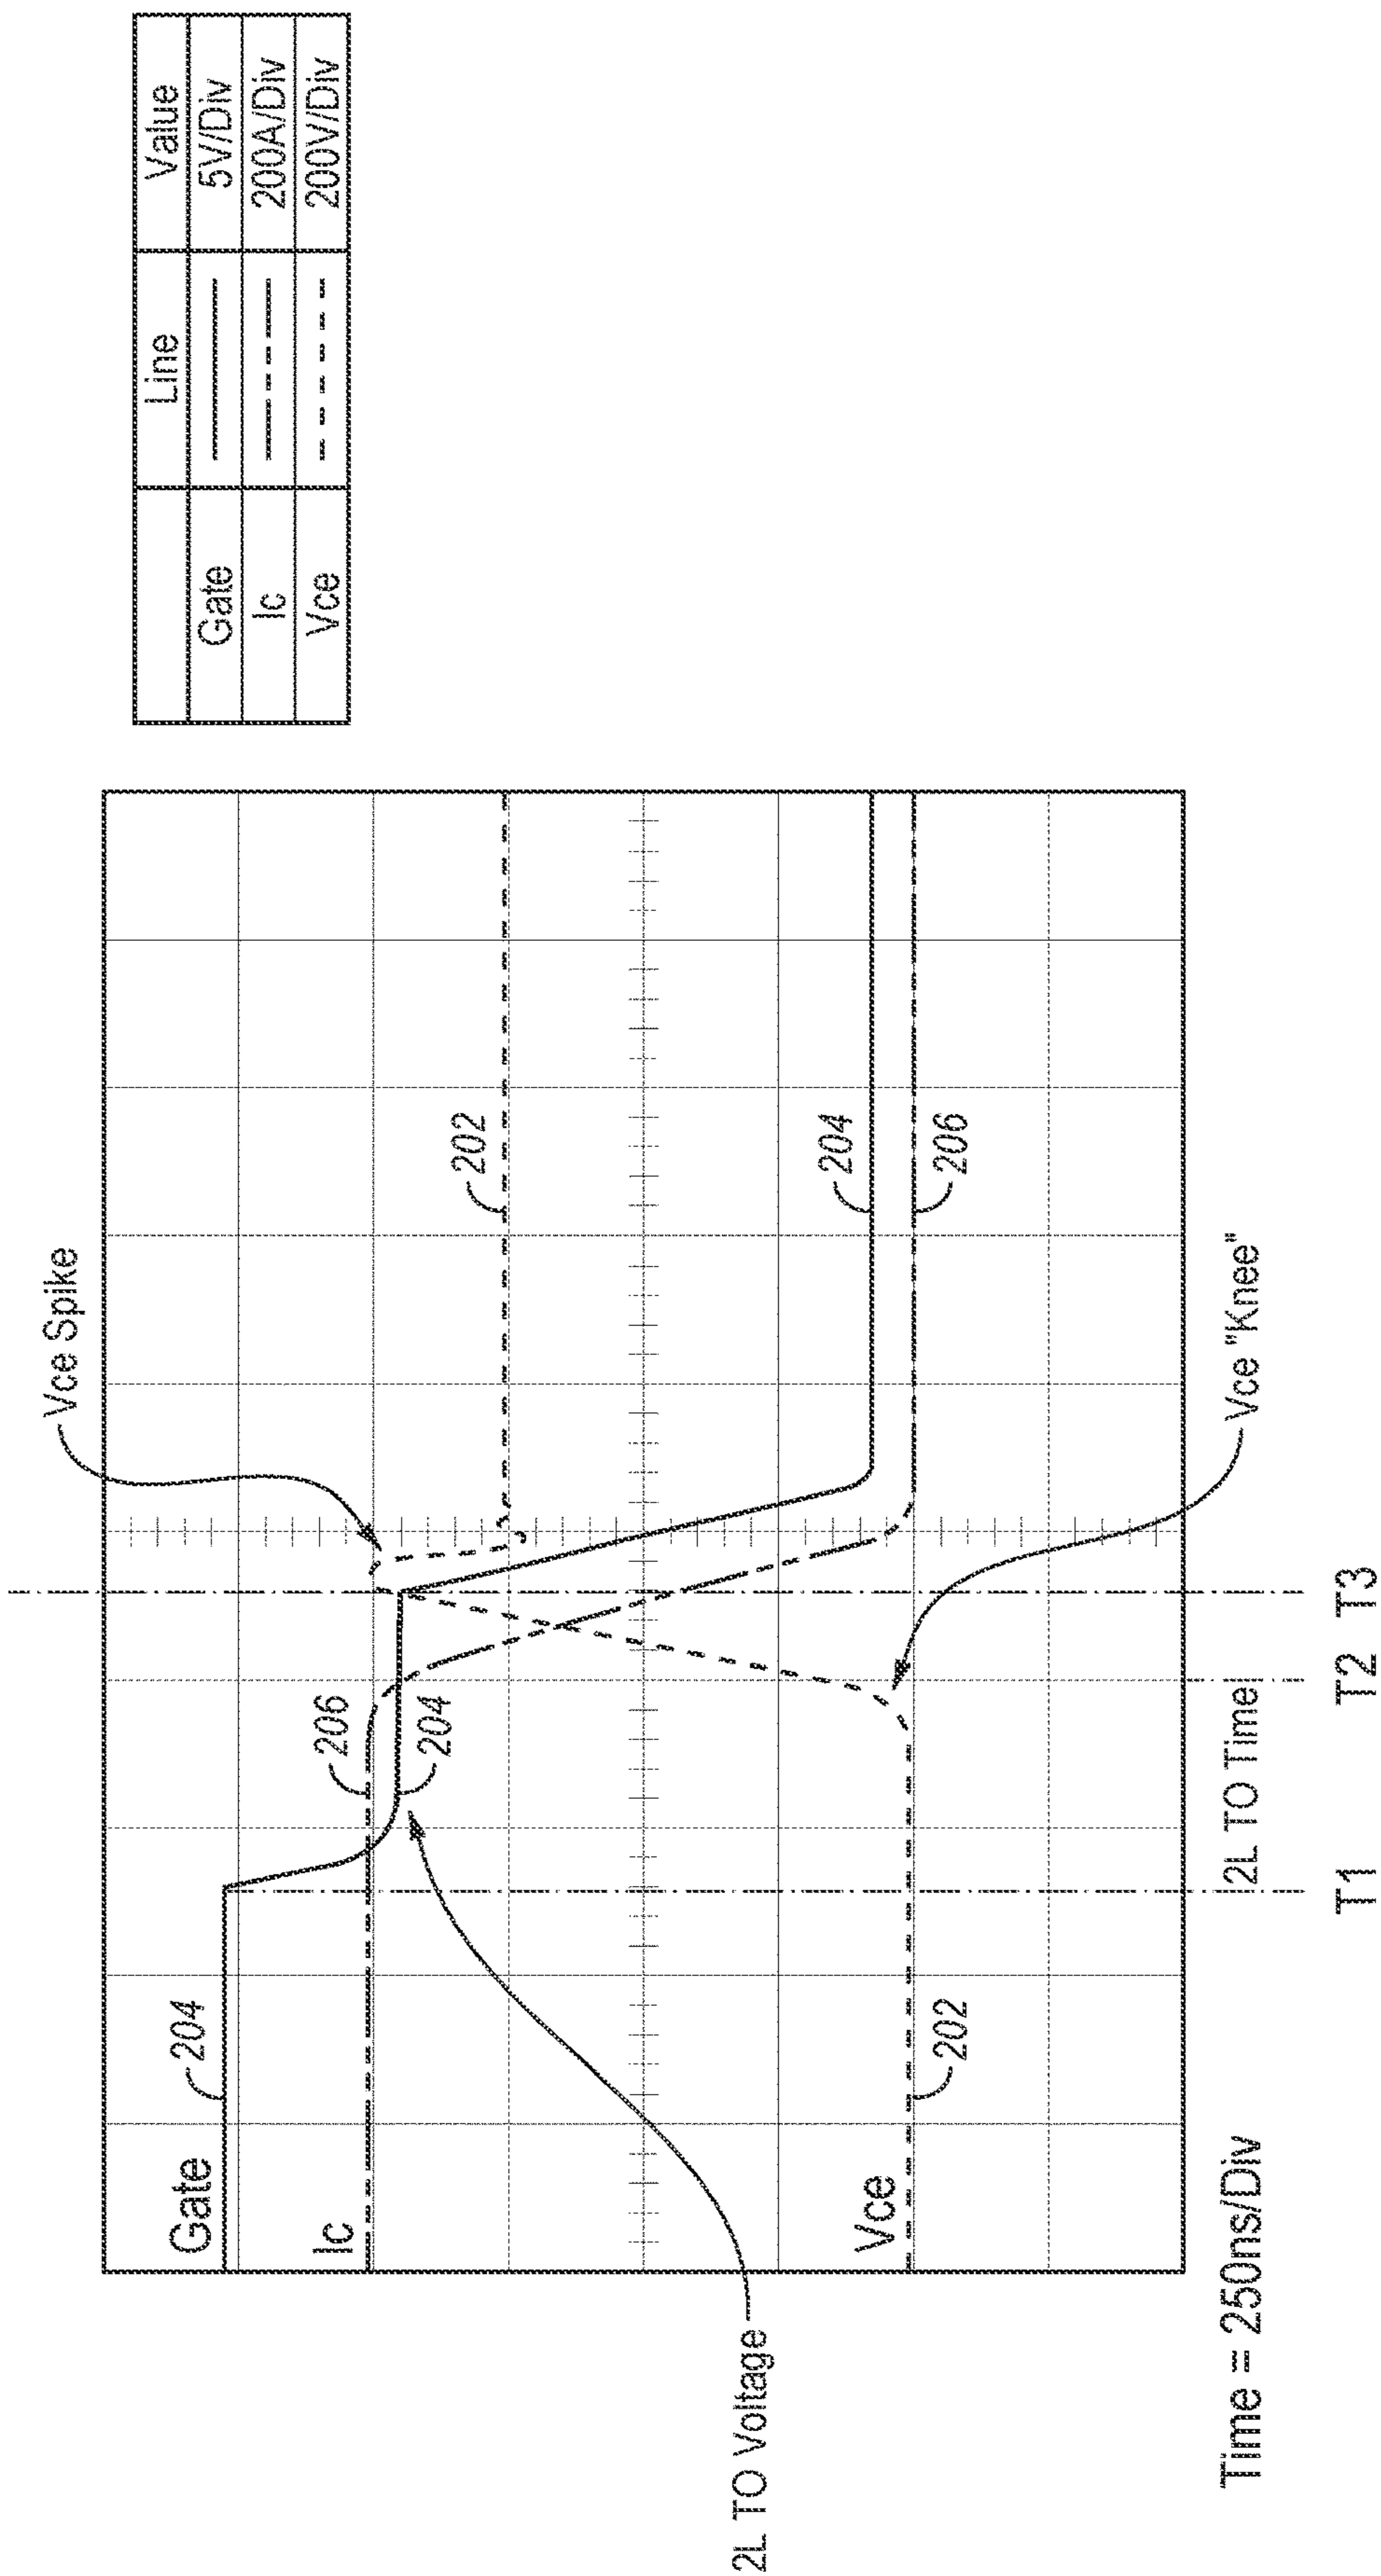 Line Value
Gate 5V/Div
Ic 200A/Div
Vce 200V/Div
Vce Spike
Gate
204
Ic
206
204
202
204
206
Vce
202
2L TO Voltage
Vce "Knee"
2L TO Time
Time = 250ns/Div
T1 T2 T3